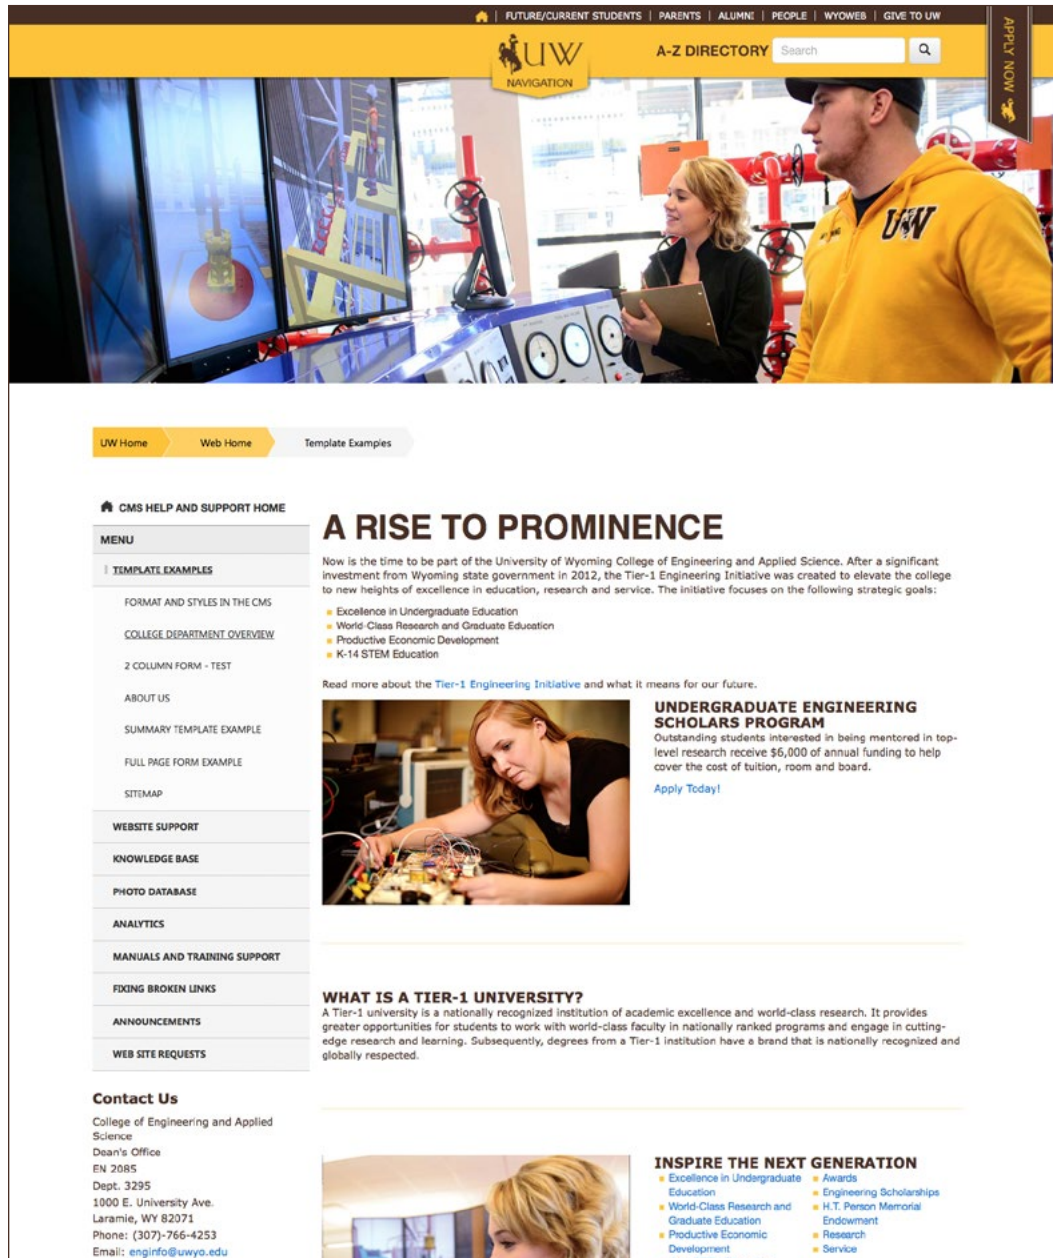 FUTURE/CURRENT STUDENTS | PARENTS | ALUMNI | PEOPLE | WYOWEB | GIVE TO UW
APPLY NOW
UW
NAVIGATION
A-Z DIRECTORY
Search
UW
UW Home
Web Home
Template Examples
CMS HELP AND SUPPORT HOME
MENU
TEMPLATE EXAMPLES
FORMAT AND STYLES IN THE CMS
COLLEGE DEPARTMENT OVERVIEW
2 COLUMN FORM - TEST
ABOUT US
SUMMARY TEMPLATE EXAMPLE
FULL PAGE FORM EXAMPLE
SITEMAP
WEBSITE SUPPORT
KNOWLEDGE BASE
PHOTO DATABASE
ANALYTICS
MANUALS AND TRAINING SUPPORT
FIXING BROKEN LINKS
ANNOUNCEMENTS
WEB SITE REQUESTS
Contact Us
College of Engineering and Applied
Science
Dean's Office
EN 2085
Dept. 3295
1000 E. University Ave.
Laramie, WY 82071
Phone: (307)-766-4253
Email: enginfo@uwyo.edu
A RISE TO PROMINENCE
Now is the time to be part of the University of Wyoming College of Engineering and Applied Science. After a significant
investment from Wyoming state government in 2012, the Tier-1 Engineering Initiative was created to elevate the college
to new heights of excellence in education, research and service. The initiative focuses on the following strategic goals:
Excellence in Undergraduate Education
World-Class Research and Graduate Education
Productive Economic Development
K-14 STEM Education
Read more about the Tier-1 Engineering Initiative and what it means for our future.
UNDERGRADUATE ENGINEERING
SCHOLARS PROGRAM
Outstanding students interested in being mentored in top-
level research receive $6,000 of annual funding to help
cover the cost of tuition, room and board.
Apply Today!
WHAT IS A TIER-1 UNIVERSITY?
A Tier-1 university is a nationally recognized institution of academic excellence and world-class research. It provides
greater opportunities for students to work with world-class faculty in nationally ranked programs and engage in cutting-
edge research and learning. Subsequently, degrees from a Tier-1 institution have a brand that is nationally recognized and
globally respected.
INSPIRE THE NEXT GENERATION
Excellence in Undergraduate
Education
World-Class Research and
Graduate Education
Productive Economic
Development
Awards
Engineering Scholarships
H.T. Person Memorial
Endowment
Research
Service